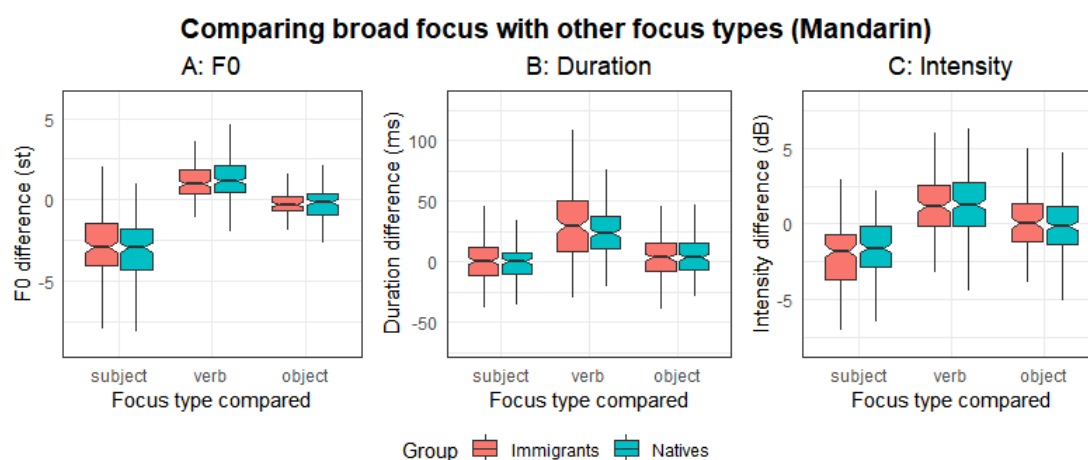 Comparing broad focus with other focus types (Mandarin)
A: F0
B: Duration
C: Intensity
F0 difference (st)
5
0
-5
subject verb object
Focus type compared
Duration difference (ms)
100
50
0
-50
subject verb object
Focus type compared
Intensity difference (dB)
5
0
-5
subject verb object
Focus type compared
Group Immigrants Natives